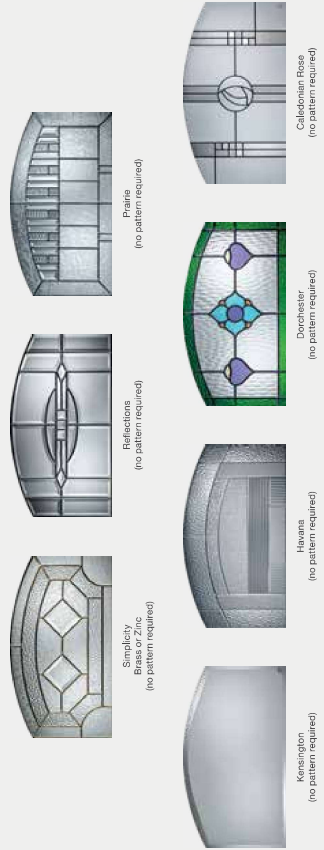 Simplicity
Brass or Zinc
(no pattern required)
Reflections
(no pattern required)
Prairie
(no pattern required)
Kensington
(no pattern required)
Havana
(no pattern required)
Dorchester
(no pattern required)
Caledonian Rose
(no pattern required)